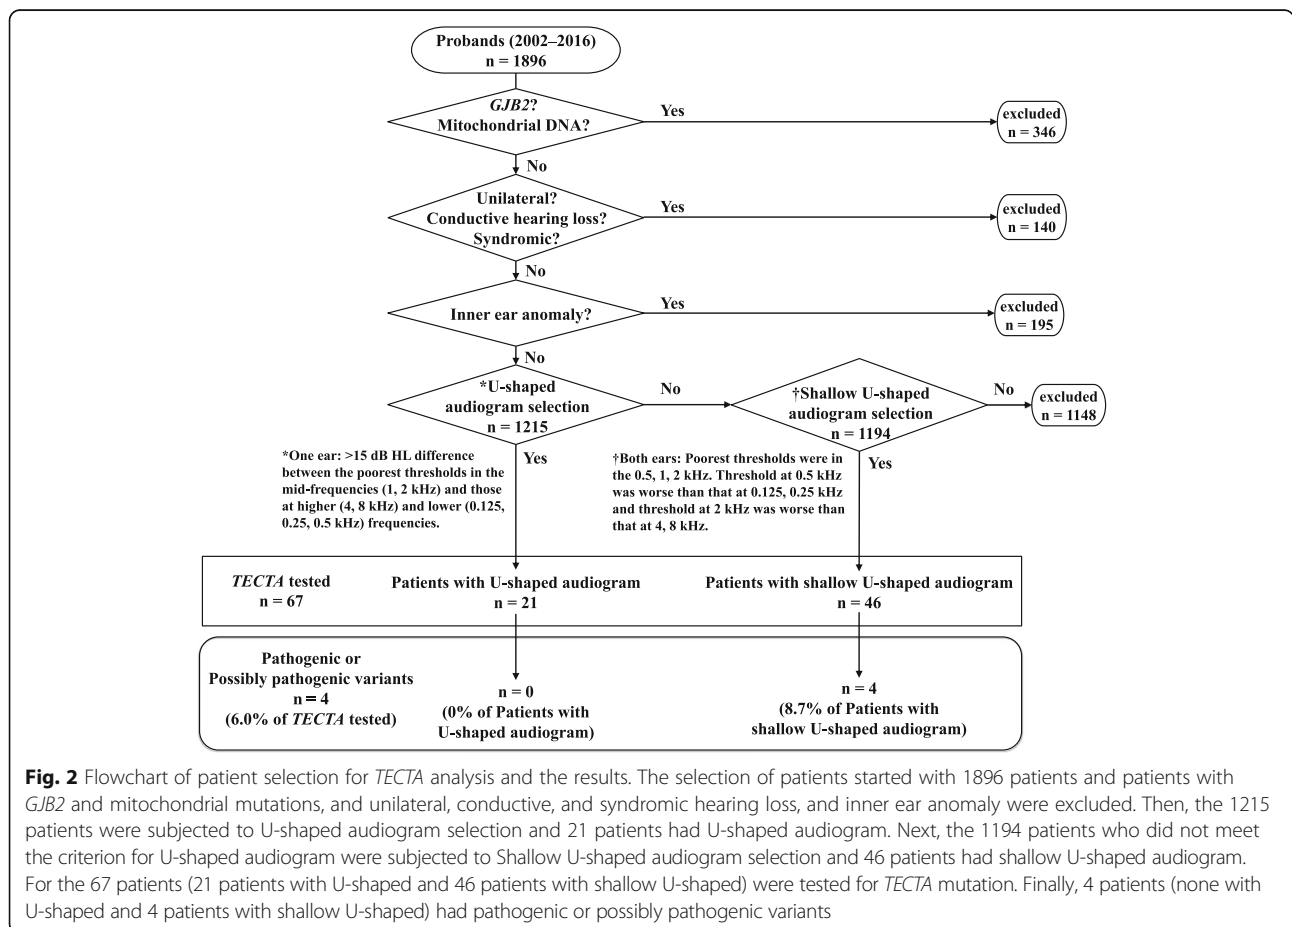 Probands (2002–2016)
n = 1896
GJB2?
Mitochondrial DNA?
Yes
excluded
n = 346
No
Unilateral?
Conductive hearing loss?
Syndromic?
Yes
excluded
n = 140
No
Inner ear anomaly?
Yes
excluded
n = 195
No
*U-shaped
audiogram selection
n = 1215
No
†Shallow U-shaped
audiogram selection
n = 1194
No
excluded
n = 1148
Yes
*One ear: >15 dB HL difference
between the poorest thresholds in the
mid-frequencies (1, 2 kHz) and those
at higher (4, 8 kHz) and lower (0.125,
0.25, 0.5 kHz) frequencies.
Yes
†Both ears: Poorest thresholds were in
the 0.5, 1, 2 kHz. Threshold at 0.5 kHz
was worse than that at 0.125, 0.25 kHz
and threshold at 2 kHz was worse than
that at 4, 8 kHz.
TECTA tested
n = 67
Patients with U-shaped audiogram
n = 21
Patients with shallow U-shaped audiogram
n = 46
Pathogenic or
Possibly pathogenic variants
n = 4
(6.0% of TECTA tested)
n = 0
(0% of Patients with
U-shaped audiogram)
n = 4
(8.7% of Patients with
shallow U-shaped audiogram)
Fig. 2 Flowchart of patient selection for TECTA analysis and the results. The selection of patients started with 1896 patients and patients with
GJB2 and mitochondrial mutations, and unilateral, conductive, and syndromic hearing loss, and inner ear anomaly were excluded. Then, the 1215
patients were subjected to U-shaped audiogram selection and 21 patients had U-shaped audiogram. Next, the 1194 patients who did not meet
the criterion for U-shaped audiogram were subjected to Shallow U-shaped audiogram selection and 46 patients had shallow U-shaped audiogram.
For the 67 patients (21 patients with U-shaped and 46 patients with shallow U-shaped) were tested for TECTA mutation. Finally, 4 patients (none with
U-shaped and 4 patients with shallow U-shaped) had pathogenic or possibly pathogenic variants